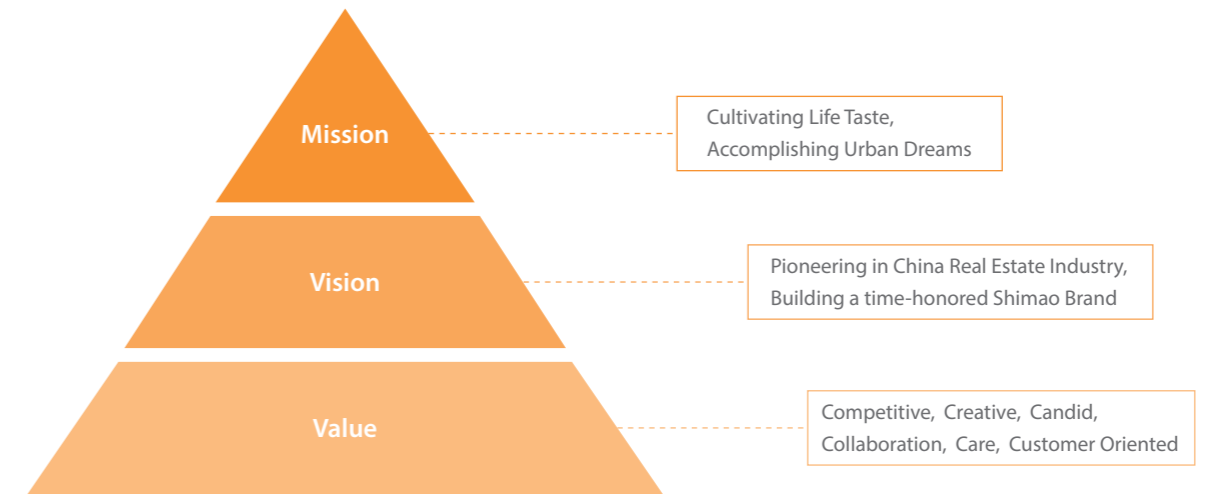 Mission
Cultivating Life Taste,
Accomplishing Urban Dreams
Vision
Pioneering in China Real Estate Industry,
Building a time-honored Shimao Brand
Value
Competitive, Creative, Candid,
Collaboration, Care, Customer Oriented